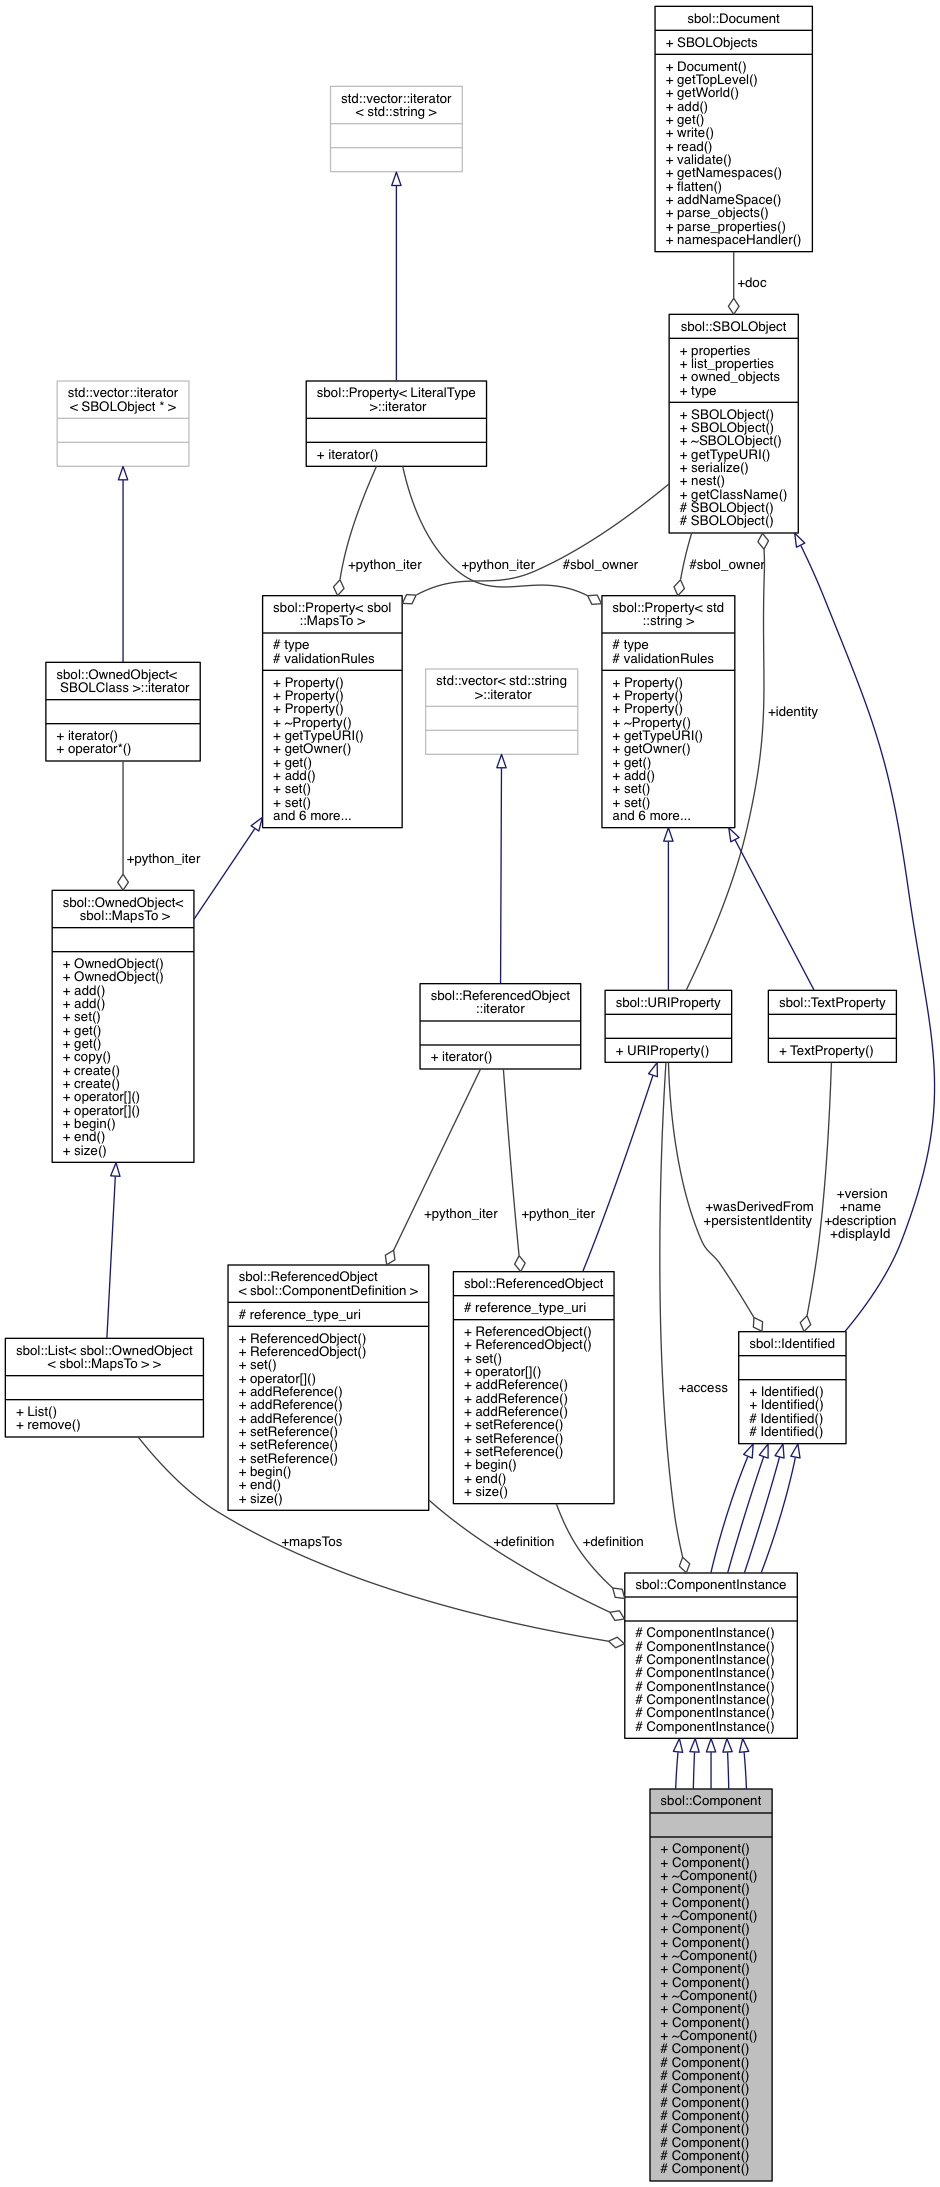 sbol::Document
+ SBOLObjects
+ Document()
+ getTopLevel()
+ getWorld()
+ add()
+ get()
+ write()
+ read()
+ validate()
+ getNamespaces()
+ flatten()
+ addNameSpace()
+ parse_objects()
+ parse_properties()
+ namespaceHandler()
std::vector::iterator
< std::string >
+doc
sbol::SBOLObject
+ properties
+ list_properties
+ owned_objects
+ type
+ SBOLObject()
+ SBOLObject()
+ ~SBOLObject()
+ getTypeURI()
+ serialize()
+ nest()
+ getClassName()
# SBOLObject()
# SBOLObject()
std::vector::iterator
< SBOLObject * >
sbol::Property< LiteralType
>::iterator
+ iterator()
+python_iter
+python_iter
#sbol_owner
#sbol_owner
sbol::Property< sbol
::MapsTo >
# type
# validationRules
+ Property()
+ Property()
+ Property()
+ ~Property()
+ getTypeURI()
+ getOwner()
+ get()
+ add()
+ set()
+ set()
and 6 more...
sbol::Property< std
::string >
# type
# validationRules
+ Property()
+ Property()
+ Property()
+ ~Property()
+ getTypeURI()
+ getOwner()
+ get()
+ add()
+ set()
+ set()
and 6 more...
sbol::OwnedObject<
SBOLClass >::iterator
+ iterator()
+ operator*()
std::vector< std::string
>::iterator
+identity
+python_iter
sbol::OwnedObject<
sbol::MapsTo >
+ OwnedObject()
+ OwnedObject()
+ add()
+ add()
+ set()
+ get()
+ get()
+ copy()
+ create()
+ create()
+ operator[]()
+ operator[]()
+ begin()
+ end()
+ size()
sbol::ReferencedObject
::iterator
+ iterator()
sbol::URIProperty
+ URIProperty()
sbol::TextProperty
+ TextProperty()
+python_iter
+python_iter
+wasDerivedFrom
+persistentIdentity
+version
+name
+description
+displayId
sbol::ReferencedObject
< sbol::ComponentDefinition >
# reference_type_uri
+ ReferencedObject()
+ ReferencedObject()
+ set()
+ operator[]()
+ addReference()
+ addReference()
+ addReference()
+ setReference()
+ setReference()
+ setReference()
+ begin()
+ end()
+ size()
sbol::ReferencedObject
# reference_type_uri
+ ReferencedObject()
+ ReferencedObject()
+ set()
+ operator[]()
+ addReference()
+ addReference()
+ addReference()
+ setReference()
+ setReference()
+ setReference()
+ begin()
+ end()
+ size()
sbol::List< sbol::OwnedObject
< sbol::MapsTo > >
+ List()
+ remove()
sbol::Identified
+ Identified()
+ Identified()
# Identified()
# Identified()
+access
+mapsTos
+definition
+definition
sbol::ComponentInstance
# ComponentInstance()
# ComponentInstance()
# ComponentInstance()
# ComponentInstance()
# ComponentInstance()
# ComponentInstance()
# ComponentInstance()
# ComponentInstance()
sbol::Component
+ Component()
+ Component()
+ ~Component()
+ Component()
+ Component()
+ ~Component()
+ Component()
+ Component()
+ ~Component()
+ Component()
+ Component()
+ ~Component()
+ Component()
+ Component()
+ ~Component()
# Component()
# Component()
# Component()
# Component()
# Component()
# Component()
# Component()
# Component()
# Component()
# Component()